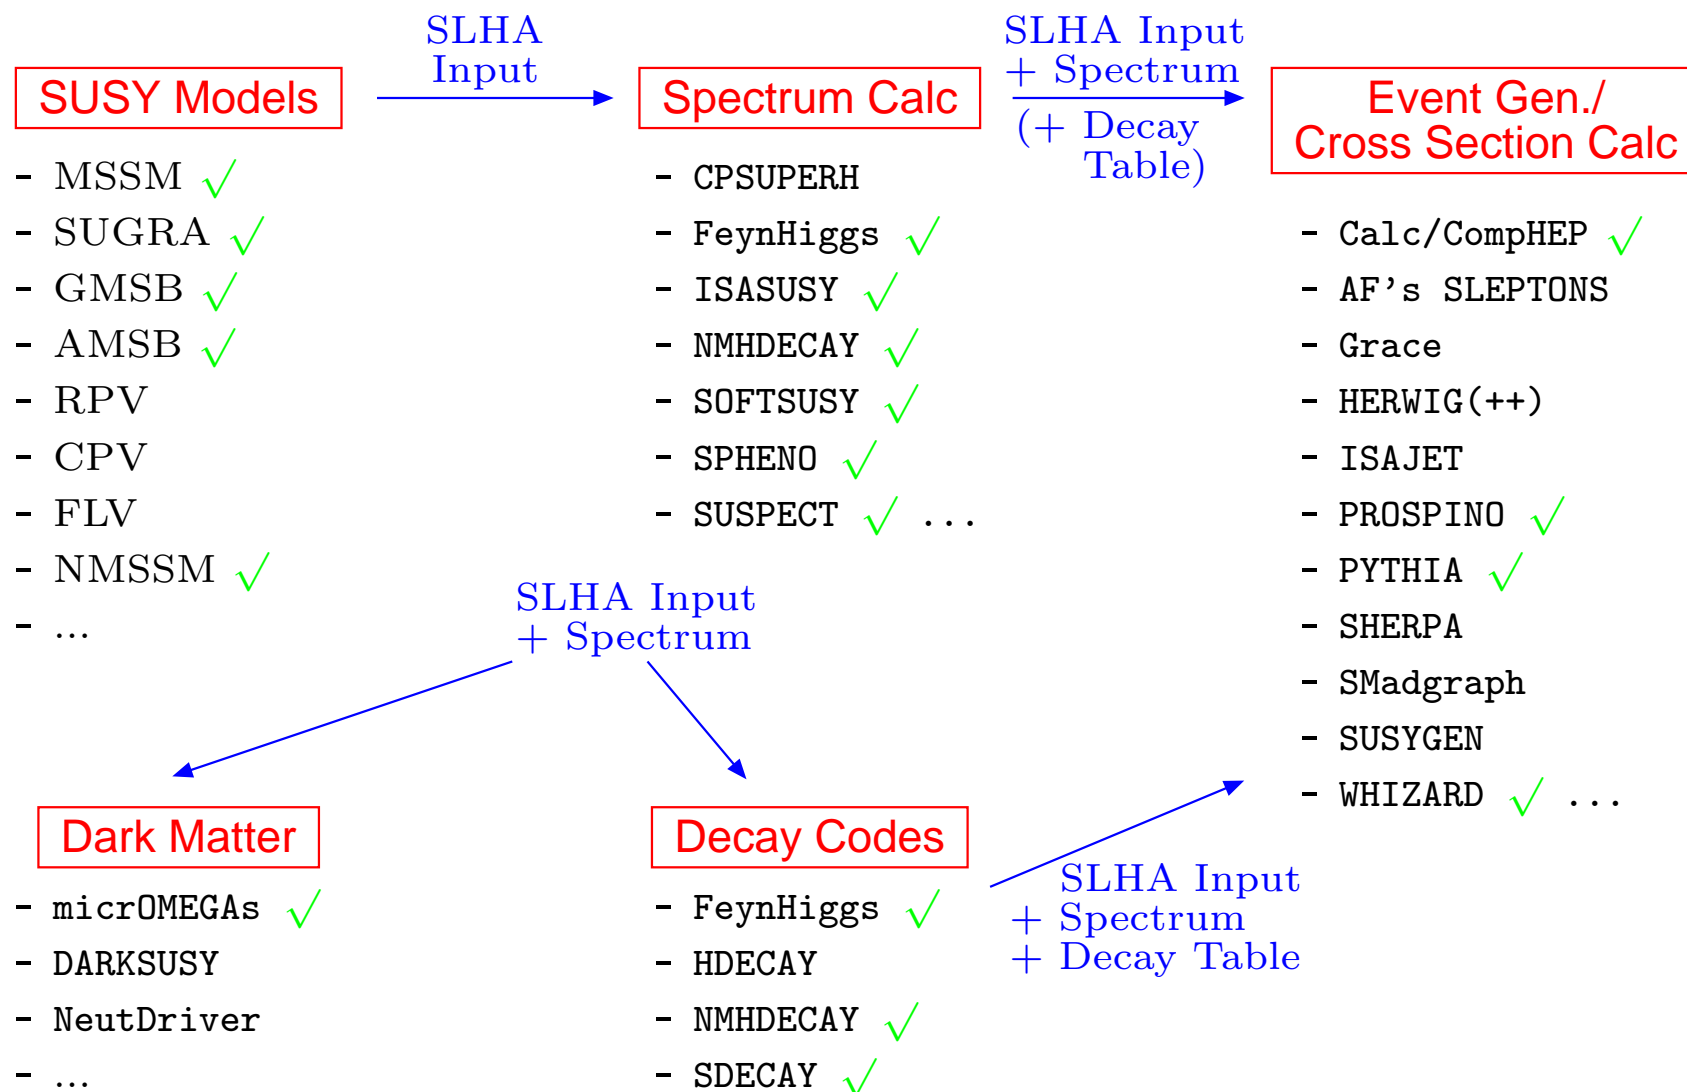 SLHA
Input
SUSY Models
- MSSM √
- SUGRA √
- GMSB √
- AMSB √
- RPV
- CPV
- FLV
- NMSSM √
- ...
Spectrum Calc
- CPSUPERH
- FeynHiggs √
- ISASUSY √
- NMHDECAY √
- SOFTSUSY √
- SPHENO √
- SUSPECT √ ...
SLHA Input
+ Spectrum
(+ Decay
Table)
Event Gen./
Cross Section Calc
- Calc/CompHEP √
- AF's SLEPTONS
- Grace
- HERWIG(++)
- ISAJET
- PROSPINO √
- PYTHIA √
- SHERPA
- SMadgraph
- SUSYGEN
- WHIZARD √ ...
SLHA Input
+ Spectrum
Dark Matter
- micrOMEGAs √
- DARKSUSY
- NeutDriver
- ...
Decay Codes
- FeynHiggs √
- HDECAY
- NMHDECAY √
- SDECAY √
SLHA Input
+ Spectrum
+ Decay Table